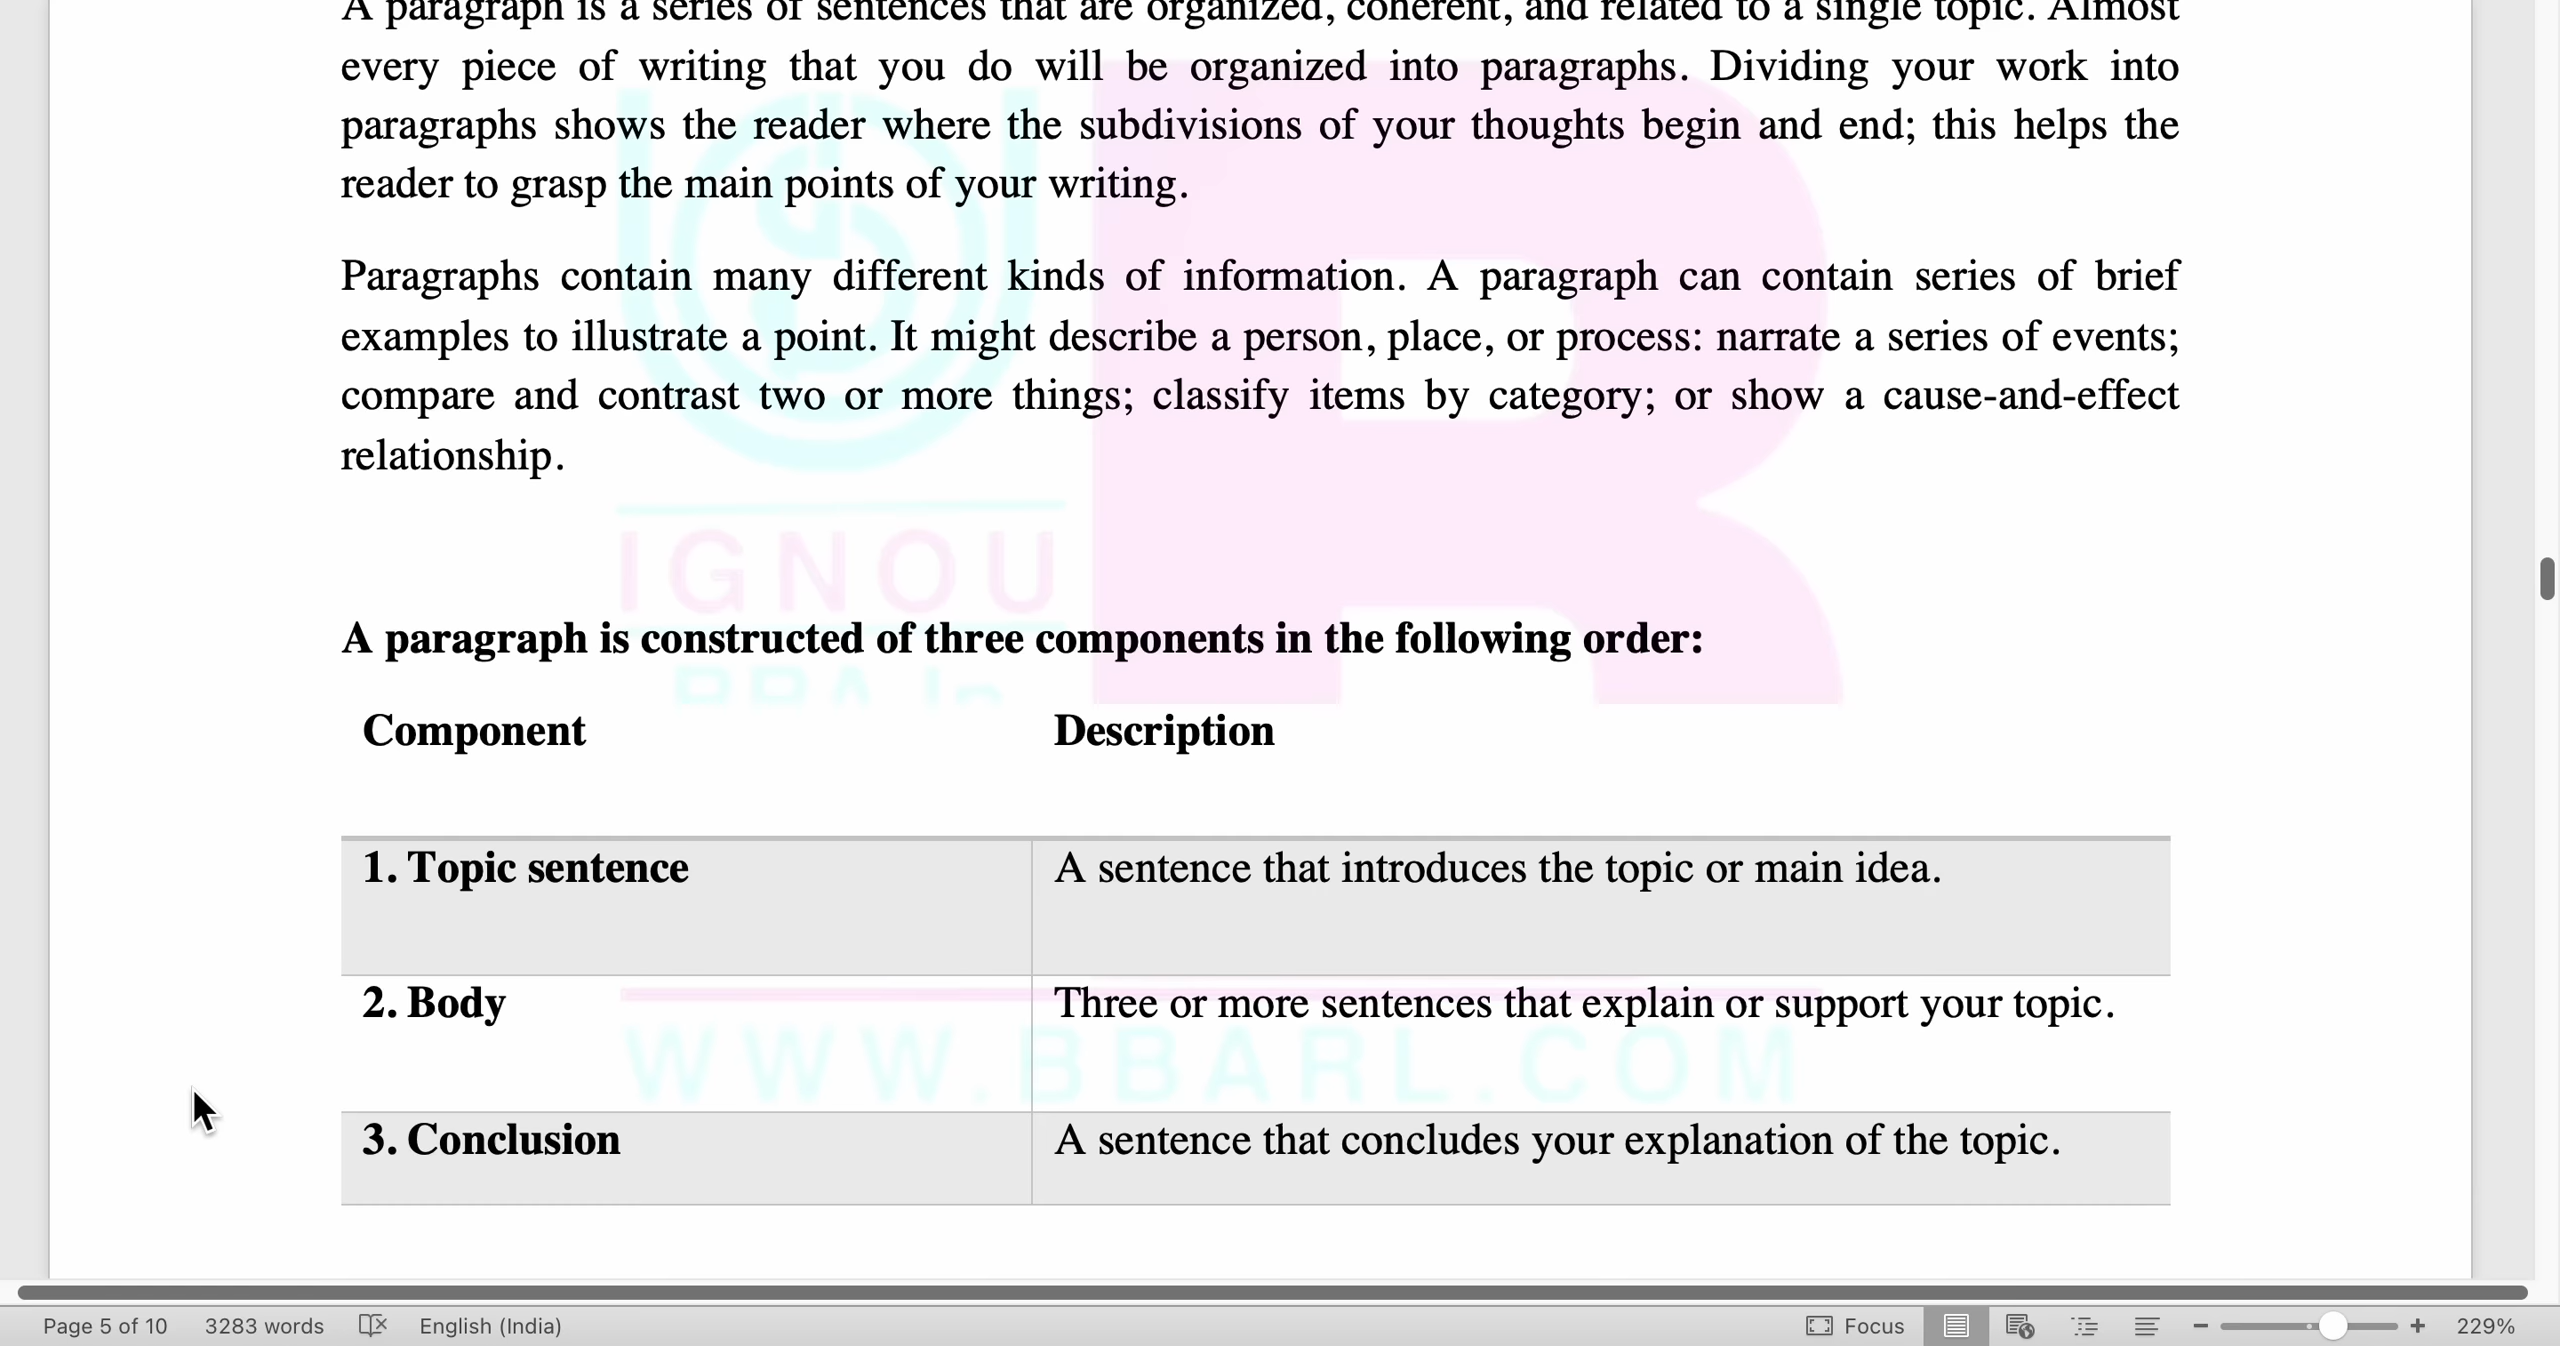 A paragraph is a series of sentences that are organized, coherent, and related to a single topic. Almost
every piece of writing that you do will be organized into paragraphs. Dividing your work into
paragraphs shows the reader where the subdivisions of your thoughts begin and end; this helps the
reader to grasp the main points of your writing.
Paragraphs contain many different kinds of information. A paragraph can contain series of brief
examples to illustrate a point. It might describe a person, place, or process: narrate a series of events;
compare and contrast two or more things; classify items by category; or show a cause-and-effect
relationship.
IGNOU
A paragraph is constructed of three components in the following order:
Component Description
1. Topic sentence A sentence that introduces the topic or main idea.
2. Body Three or more sentences that explain or support your topic.
WWW.BBARL.COM
3. Conclusion A sentence that concludes your explanation of the topic.
Page 5 of 10 3283 words English (India) Focus 229%